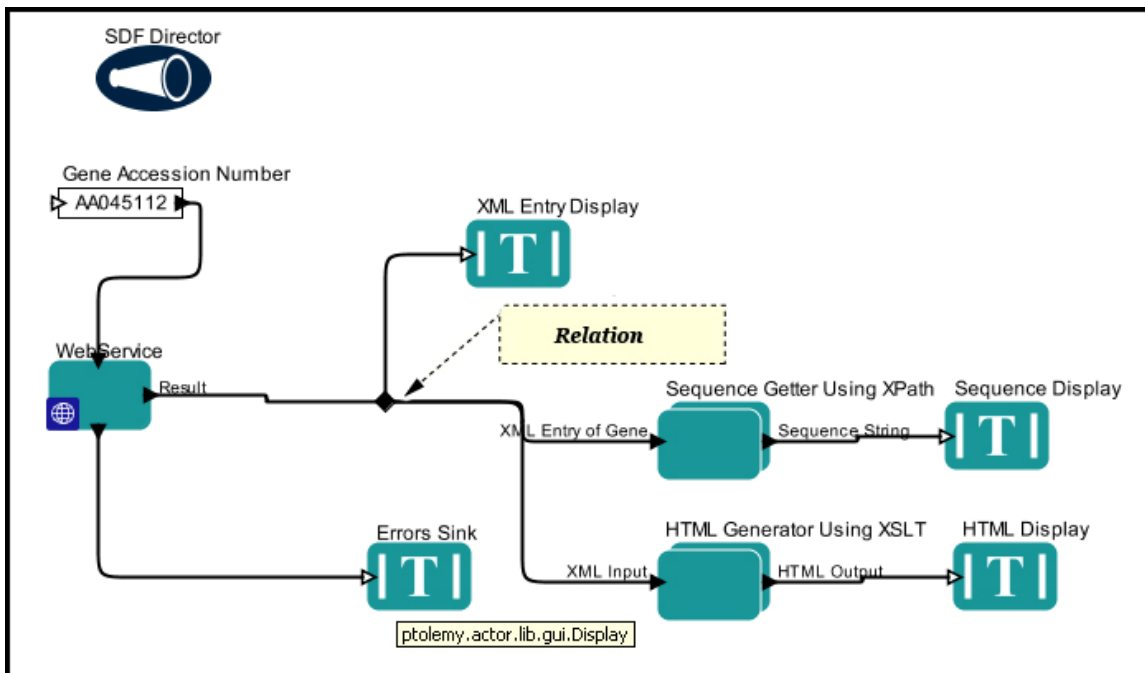 SDF Director
Gene Accession Number
AA045112
XML Entry Display
T
Relation
WebService
Result
Sequence Getter Using XPath
Sequence Display
XML Entry of Gene
Sequence String
T
Errors Sink
T
HTML Generator Using XSLT
HTML Display
XML Input
HTML Output
T
ptolemy.actor.lib.gui.Display